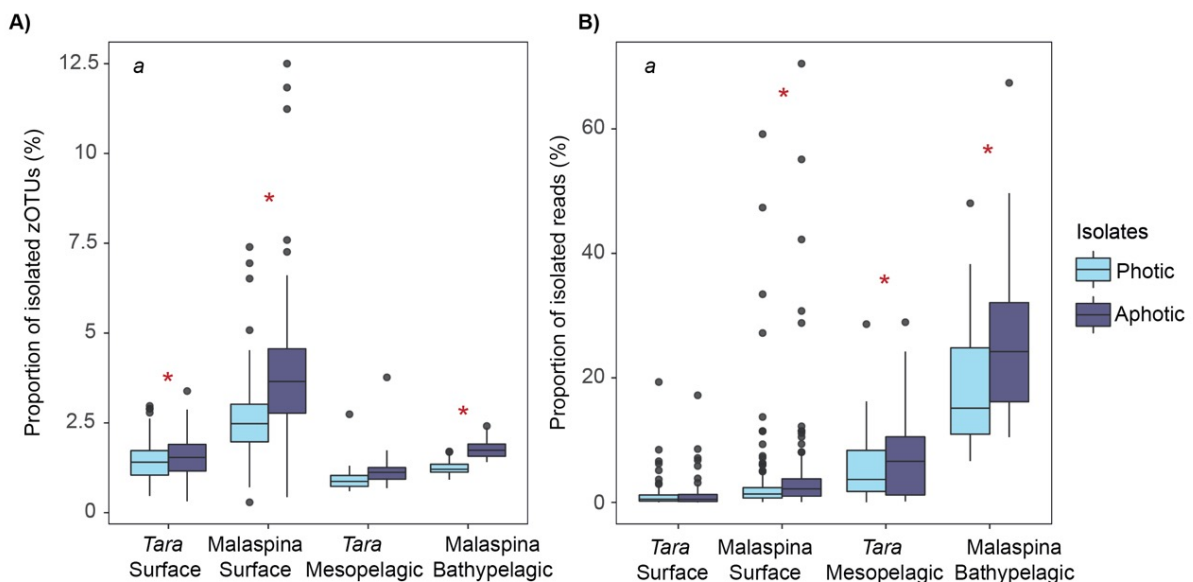 A)
a
Proportion of isolated zOTUs (%)
12.5
10
7.5
5
2.5
0
*
*
*
Tara Surface
Malaspina Surface
Tara Mesopelagic
Malaspina Bathypelagic
B)
a
Proportion of isolated reads (%)
60
40
20
0
*
*
*
Tara Surface
Malaspina Surface
Tara Mesopelagic
Malaspina Bathypelagic
Isolates
Photic
Aphotic